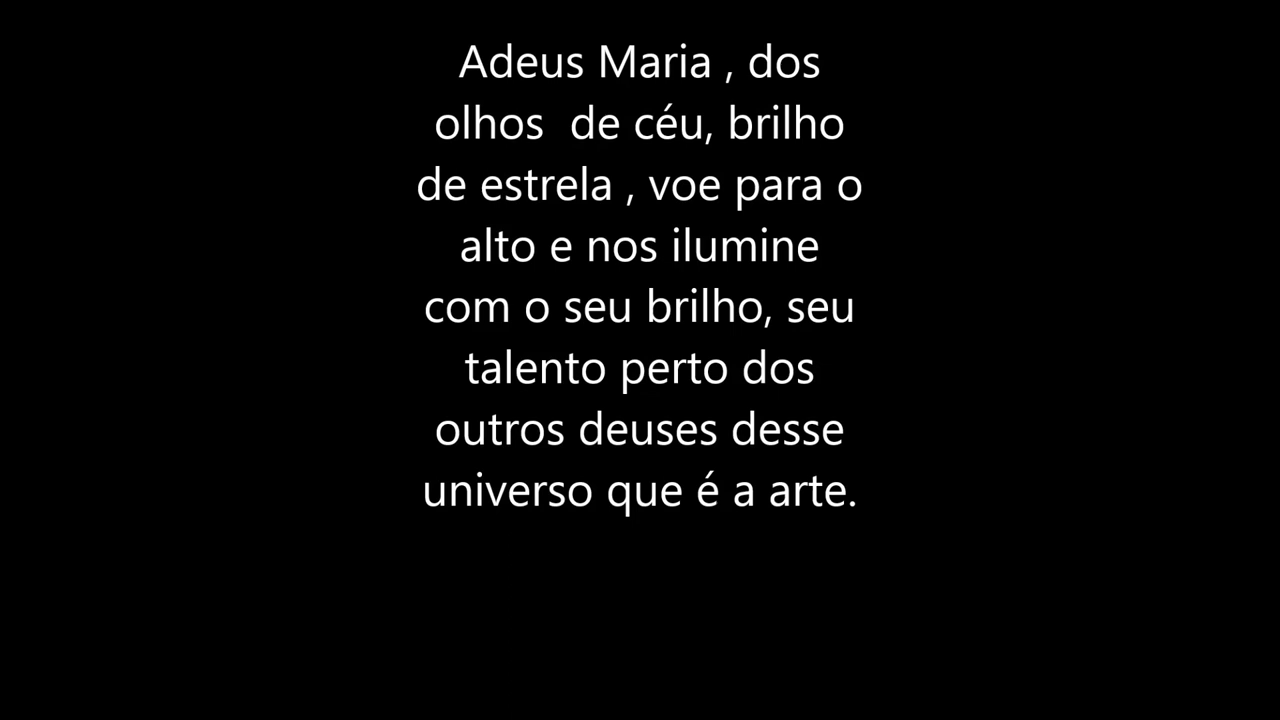 Adeus Maria , dos
olhos  de céu, brilho
de estrela , voe para o
alto e nos ilumine
com o seu brilho, seu
talento perto dos
outros deuses desse
universo que é a arte.